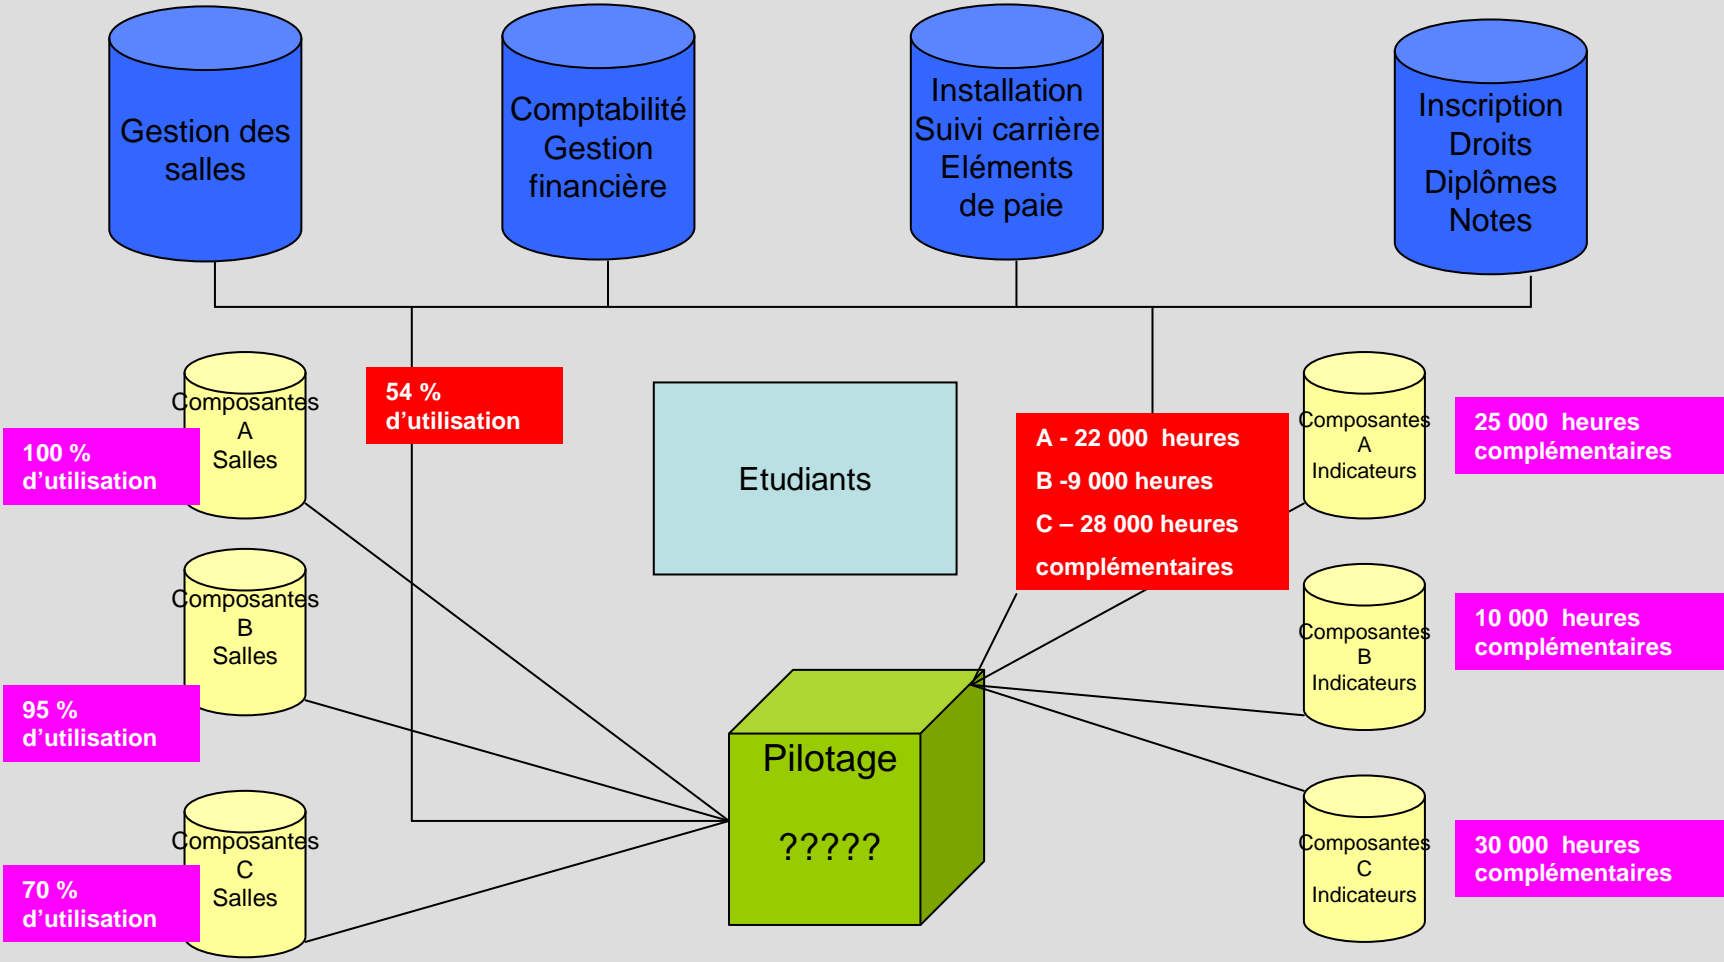 Gestion des
salles
Comptabilité
Gestion
financière
Installation
Suivi carrière
Eléments
de paie
Inscription
Droits
Diplômes
Notes
Composantes
A
Salles
100 %
d’utilisation
54 %
d’utilisation
Etudiants
A - 22 000  heures
B -9 000 heures
C – 28 000 heures
complémentaires
Composantes
A
Indicateurs
25 000  heures
complémentaires
Composantes
B
Salles
95 %
d’utilisation
Composantes
B
Indicateurs
10 000  heures
complémentaires
Pilotage
?????
Composantes
C
Salles
70 %
d’utilisation
Composantes
C
Indicateurs
30 000  heures
complémentaires